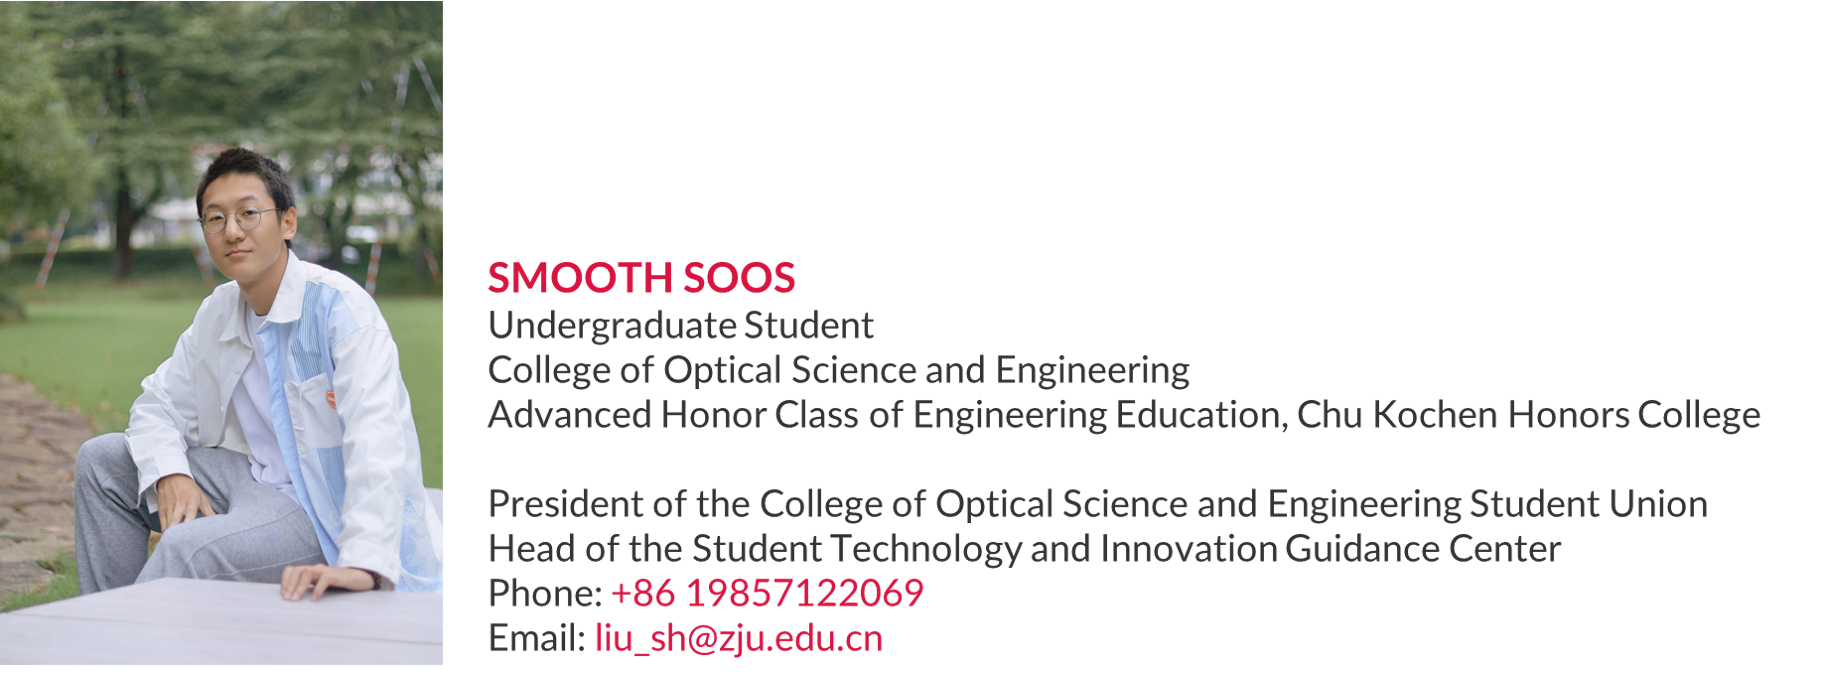 SMOOTH SOOS
Undergraduate Student
College of Optical Science and Engineering
Advanced Honor Class of Engineering Education, Chu Kochen Honors College
President of the College of Optical Science and Engineering Student Union
Head of the Student Technology and Innovation Guidance Center
Phone: +86 19857122069
Email: liu_sh@zju.edu.cn